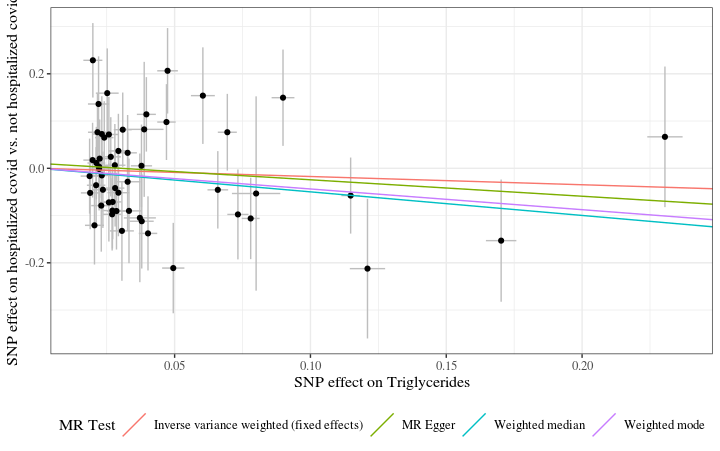 SNP effect on hospitalized covid vs. not hospitalized covid
0.2
0.0
-0.2
0.05
0.10
0.15
0.20
SNP effect on Triglycerides
MR Test
Inverse variance weighted (fixed effects)
MR Egger
Weighted median
Weighted mode